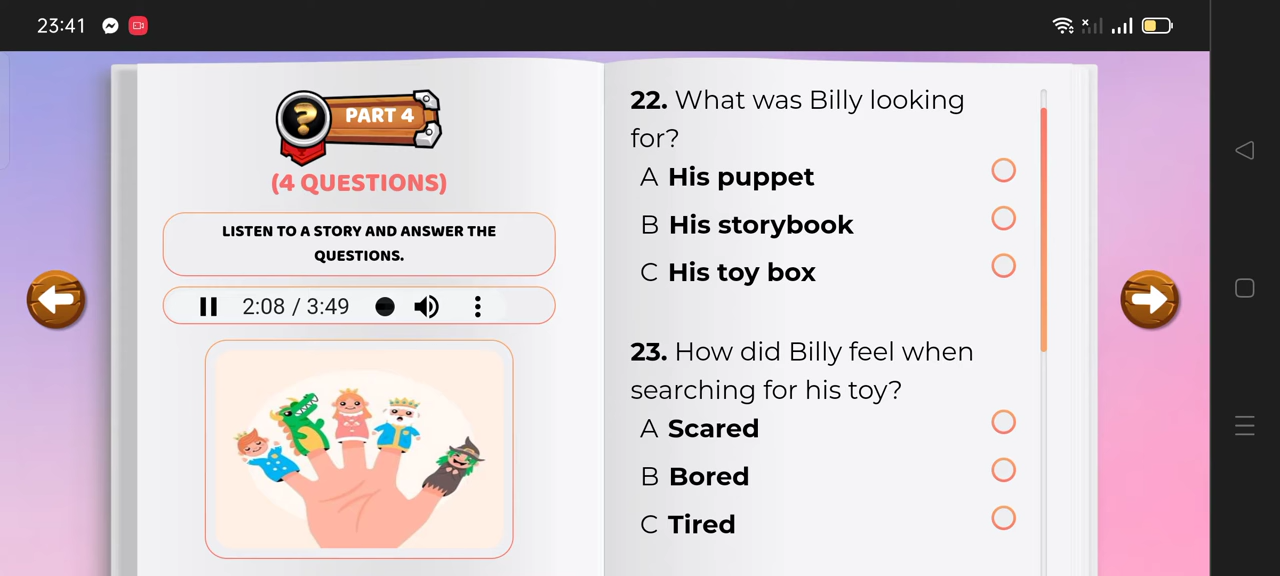 23:41
PART 4
(4 QUESTIONS)
LISTEN TO A STORY AND ANSWER THE
QUESTIONS.
2:08 / 3:49
22. What was Billy looking
for?
A His puppet
B His storybook
C His toy box
23. How did Billy feel when
searching for his toy?
A Scared
B Bored
C Tired